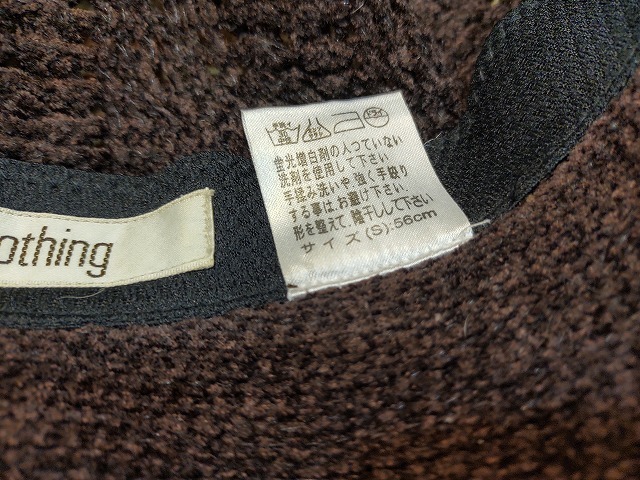 蛍光増白剤の入っていない
洗剤を使用して下さい
手揉み洗いや、強く手絞り
する事は、お避け下さい。
形を整えて、陰干しして下さい
サイズ(S):56cm
othing